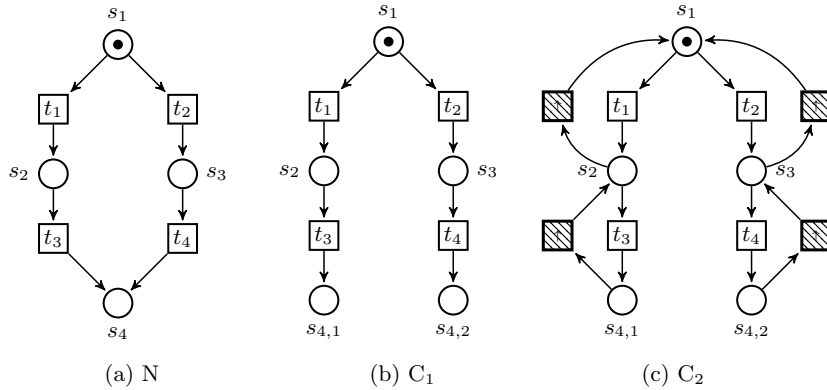 s₁ s₁ s₁
t₁ t₂ t₁ t₂ t₁ t₂
s₂ s₃ s₂ s₃ s₂ s₃
t₃ t₄ t₃ t₄ t₃ t₄
s₄ s₄,₁ s₄,₂ s₄,₁ s₄,₂
(a) N (b) C₁ (c) C₂